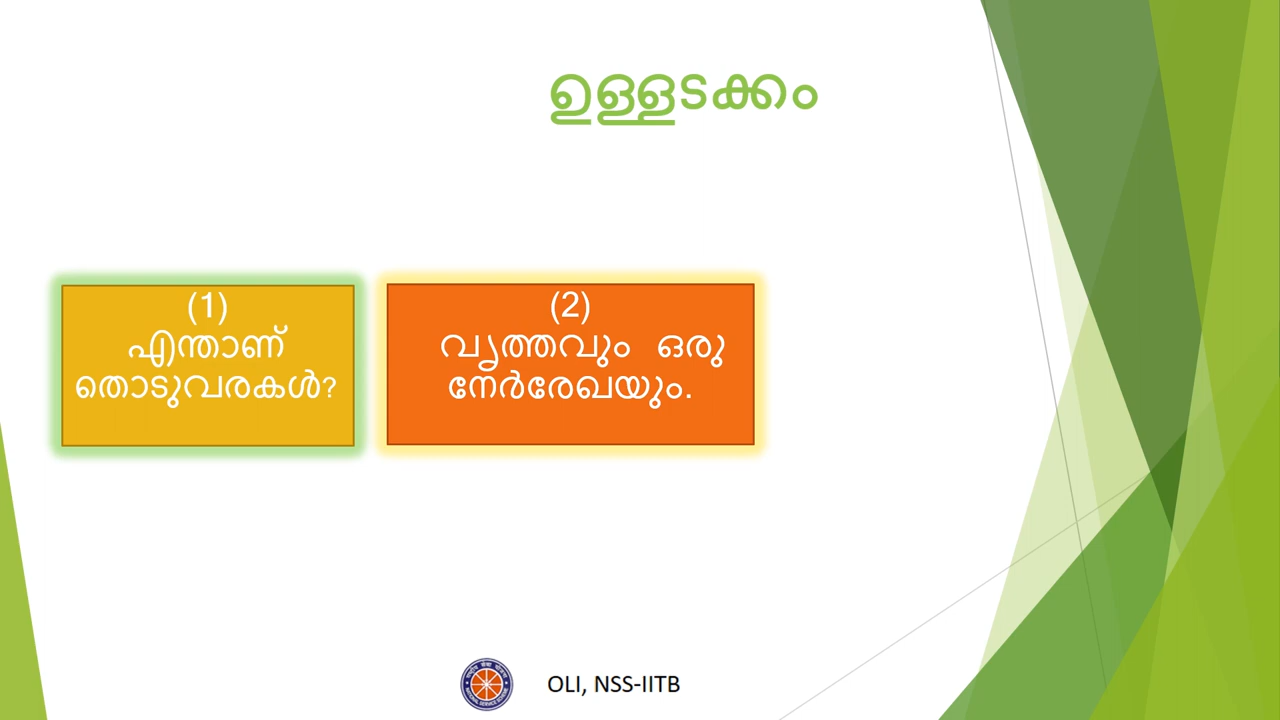 ഉള്ളടക്കം
(1)
എന്താണ്
തൊടുവരകൾ?
(2)
വൃത്തവും ഒരു
നേർരേഖയും.
OLI, NSS-IITB